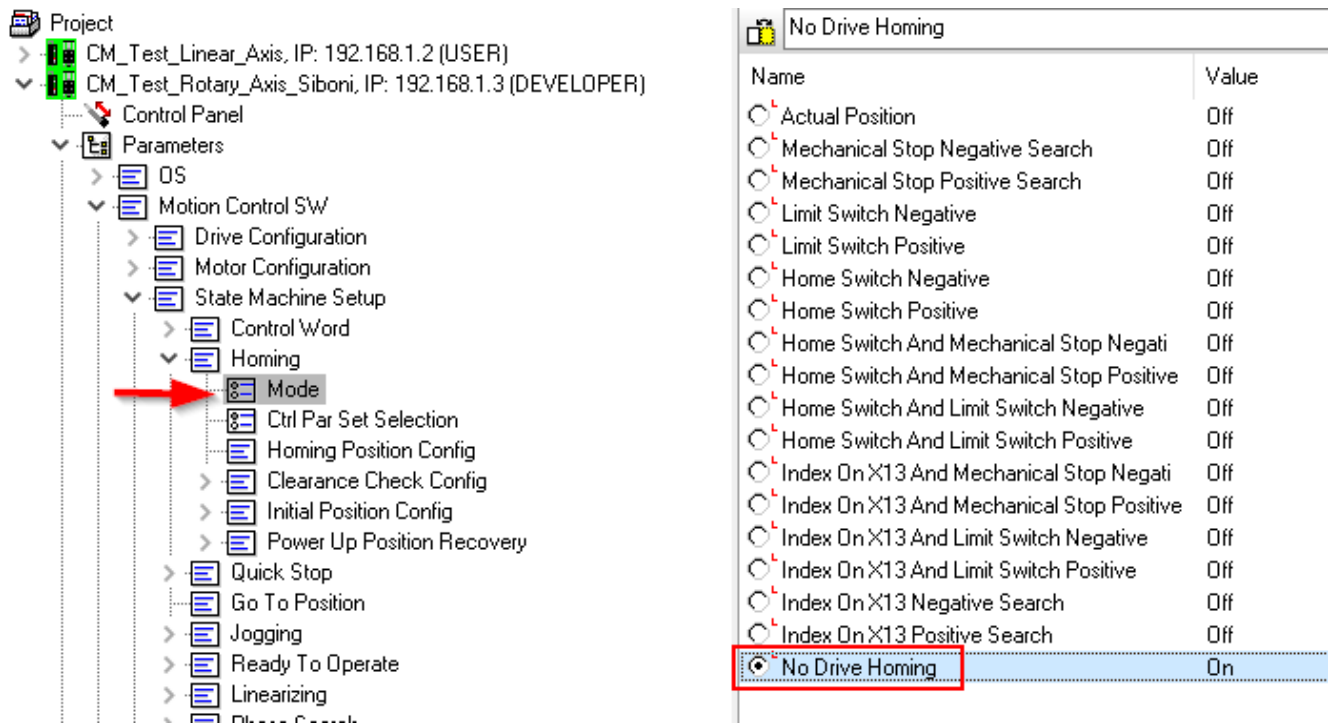 Project
CM_Test_Linear_Axis, IP: 192.168.1.2 (USER)
CM_Test_Rotary_Axis_Siboni, IP: 192.168.1.3 (DEVELOPER)
Control Panel
Parameters
OS
Motion Control SW
Drive Configuration
Motor Configuration
State Machine Setup
Control Word
Homing
Mode
Ctrl Par Set Selection
Homing Position Config
Clearance Check Config
Initial Position Config
Power Up Position Recovery
Quick Stop
Go To Position
Jogging
Ready To Operate
Linearizing
Phase Search
No Drive Homing
Name Value
Actual Position Off
Mechanical Stop Negative Search Off
Mechanical Stop Positive Search Off
Limit Switch Negative Off
Limit Switch Positive Off
Home Switch Negative Off
Home Switch Positive Off
Home Switch And Mechanical Stop Negati Off
Home Switch And Mechanical Stop Positive Off
Home Switch And Limit Switch Negative Off
Home Switch And Limit Switch Positive Off
Index On X13 And Mechanical Stop Negati Off
Index On X13 And Mechanical Stop Positive Off
Index On X13 And Limit Switch Negative Off
Index On X13 And Limit Switch Positive Off
Index On X13 Negative Search Off
Index On X13 Positive Search Off
No Drive Homing On